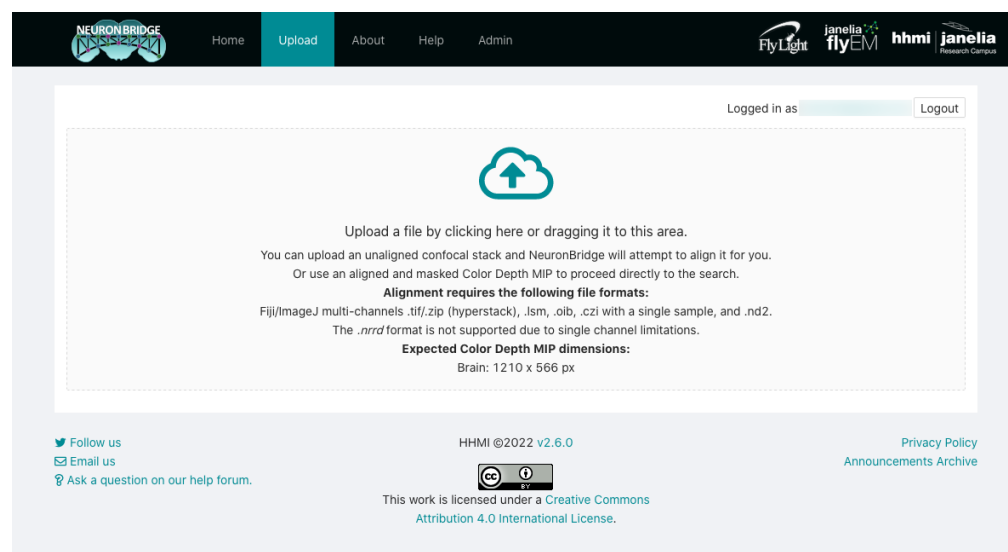 NEURONBRIDGE
Home Upload About Help Admin
FlyLight
janelia
flyEM
hhmi janelia
Research Campus
Logged in as Logout
Upload a file by clicking here or dragging it to this area.
You can upload an unaligned confocal stack and NeuronBridge will attempt to align it for you.
Or use an aligned and masked Color Depth MIP to proceed directly to the search.
Alignment requires the following file formats:
Fiji/ImageJ multi-channels .tif/.zip (hyperstack), .lsm, .oib, .czi with a single sample, and .nd2.
The .nrrd format is not supported due to single channel limitations.
Expected Color Depth MIP dimensions:
Brain: 1210 x 566 px
Follow us
Email us
Ask a question on our help forum.
HHMI ©2022 v2.6.0
cc
BY
This work is licensed under a Creative Commons
Attribution 4.0 International License.
Privacy Policy
Announcements Archive